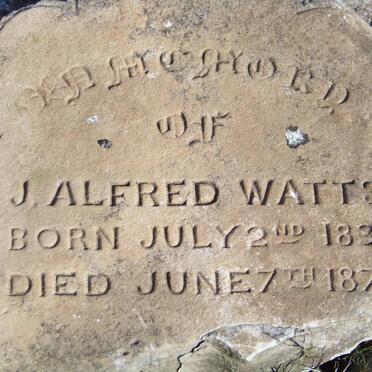 IN MEMORY
OF
J. ALFRED WATTS
BORN JULY 2ND 183
DIED JUNE 7TH 187